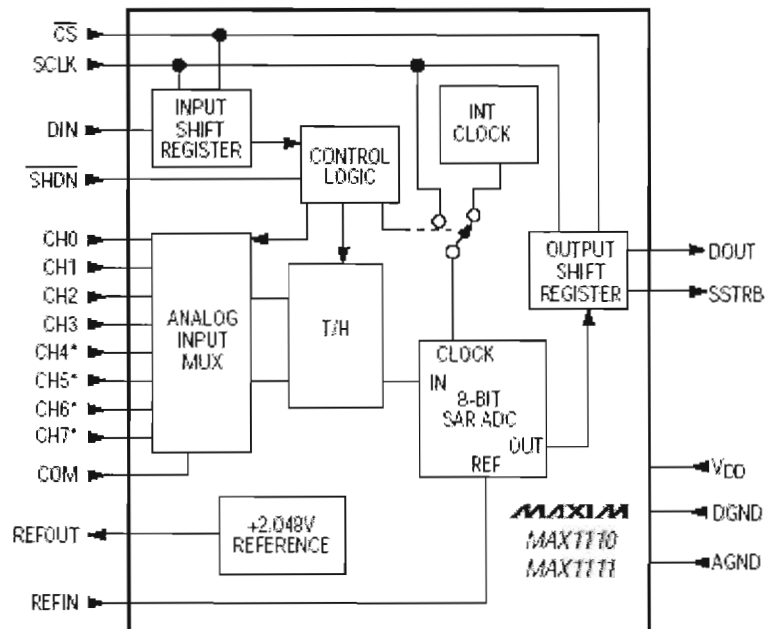 CS
SCLK
DIN
SHDN
CH0
CH1
CH2
CH3
CH4*
CH5*
CH6*
CH7*
COM
REFOUT
REFIN
INPUT
SHIFT
REGISTER
CONTROL
LOGIC
INT
CLOCK
ANALOG
INPUT
MUX
T/H
CLOCK
IN
8-BIT
SAR ADC
OUT
REF
OUTPUT
SHIFT
REGISTER
+2.048V
REFERENCE
DOUT
SSTRB
VDD
DGND
AGND
MAXIM
MAX1110
MAX1111